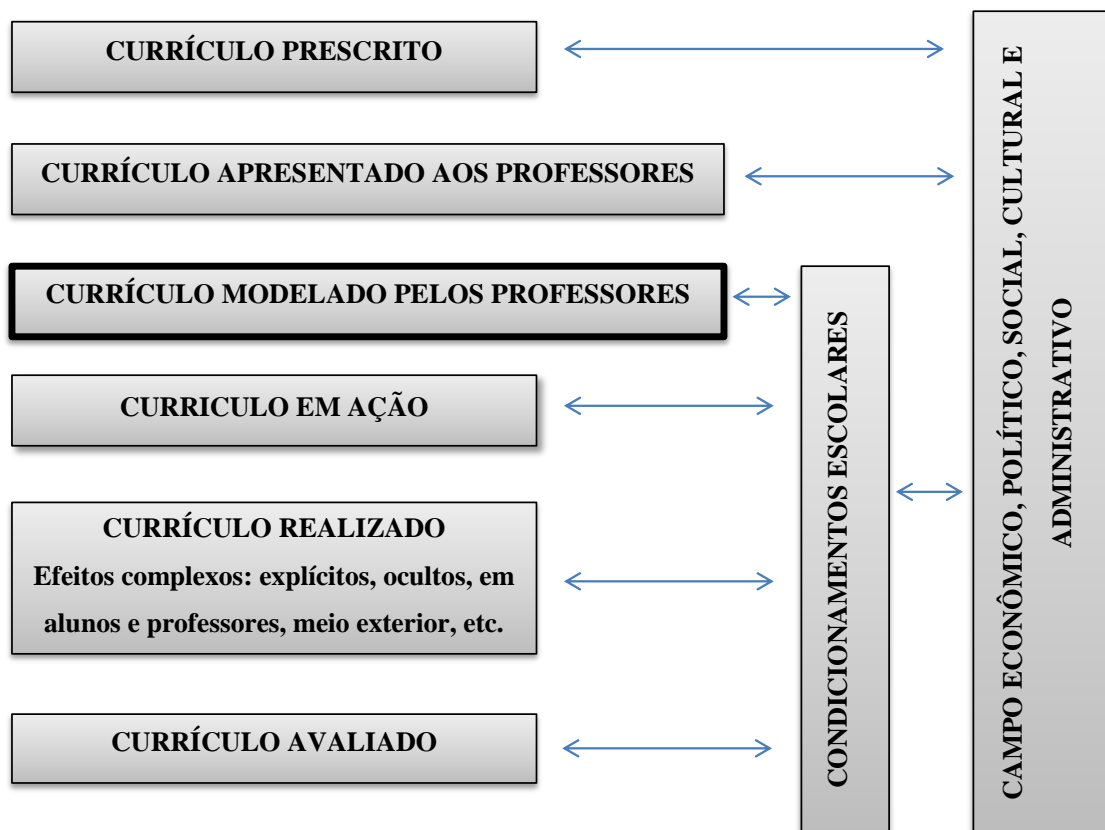 CURRÍCULO PRESCRITO
CURRÍCULO APRESENTADO AOS PROFESSORES
CURRÍCULO MODELADO PELOS PROFESSORES
CURRICULO EM AÇÃO
CURRÍCULO REALIZADO
Efeitos complexos: explícitos, ocultos, em
alunos e professores, meio exterior, etc.
CURRÍCULO AVALIADO
CONDICIONAMENTOS ESCOLARES
CAMPO ECONÔMICO, POLÍTICO, SOCIAL, CULTURAL E
ADMINISTRATIVO